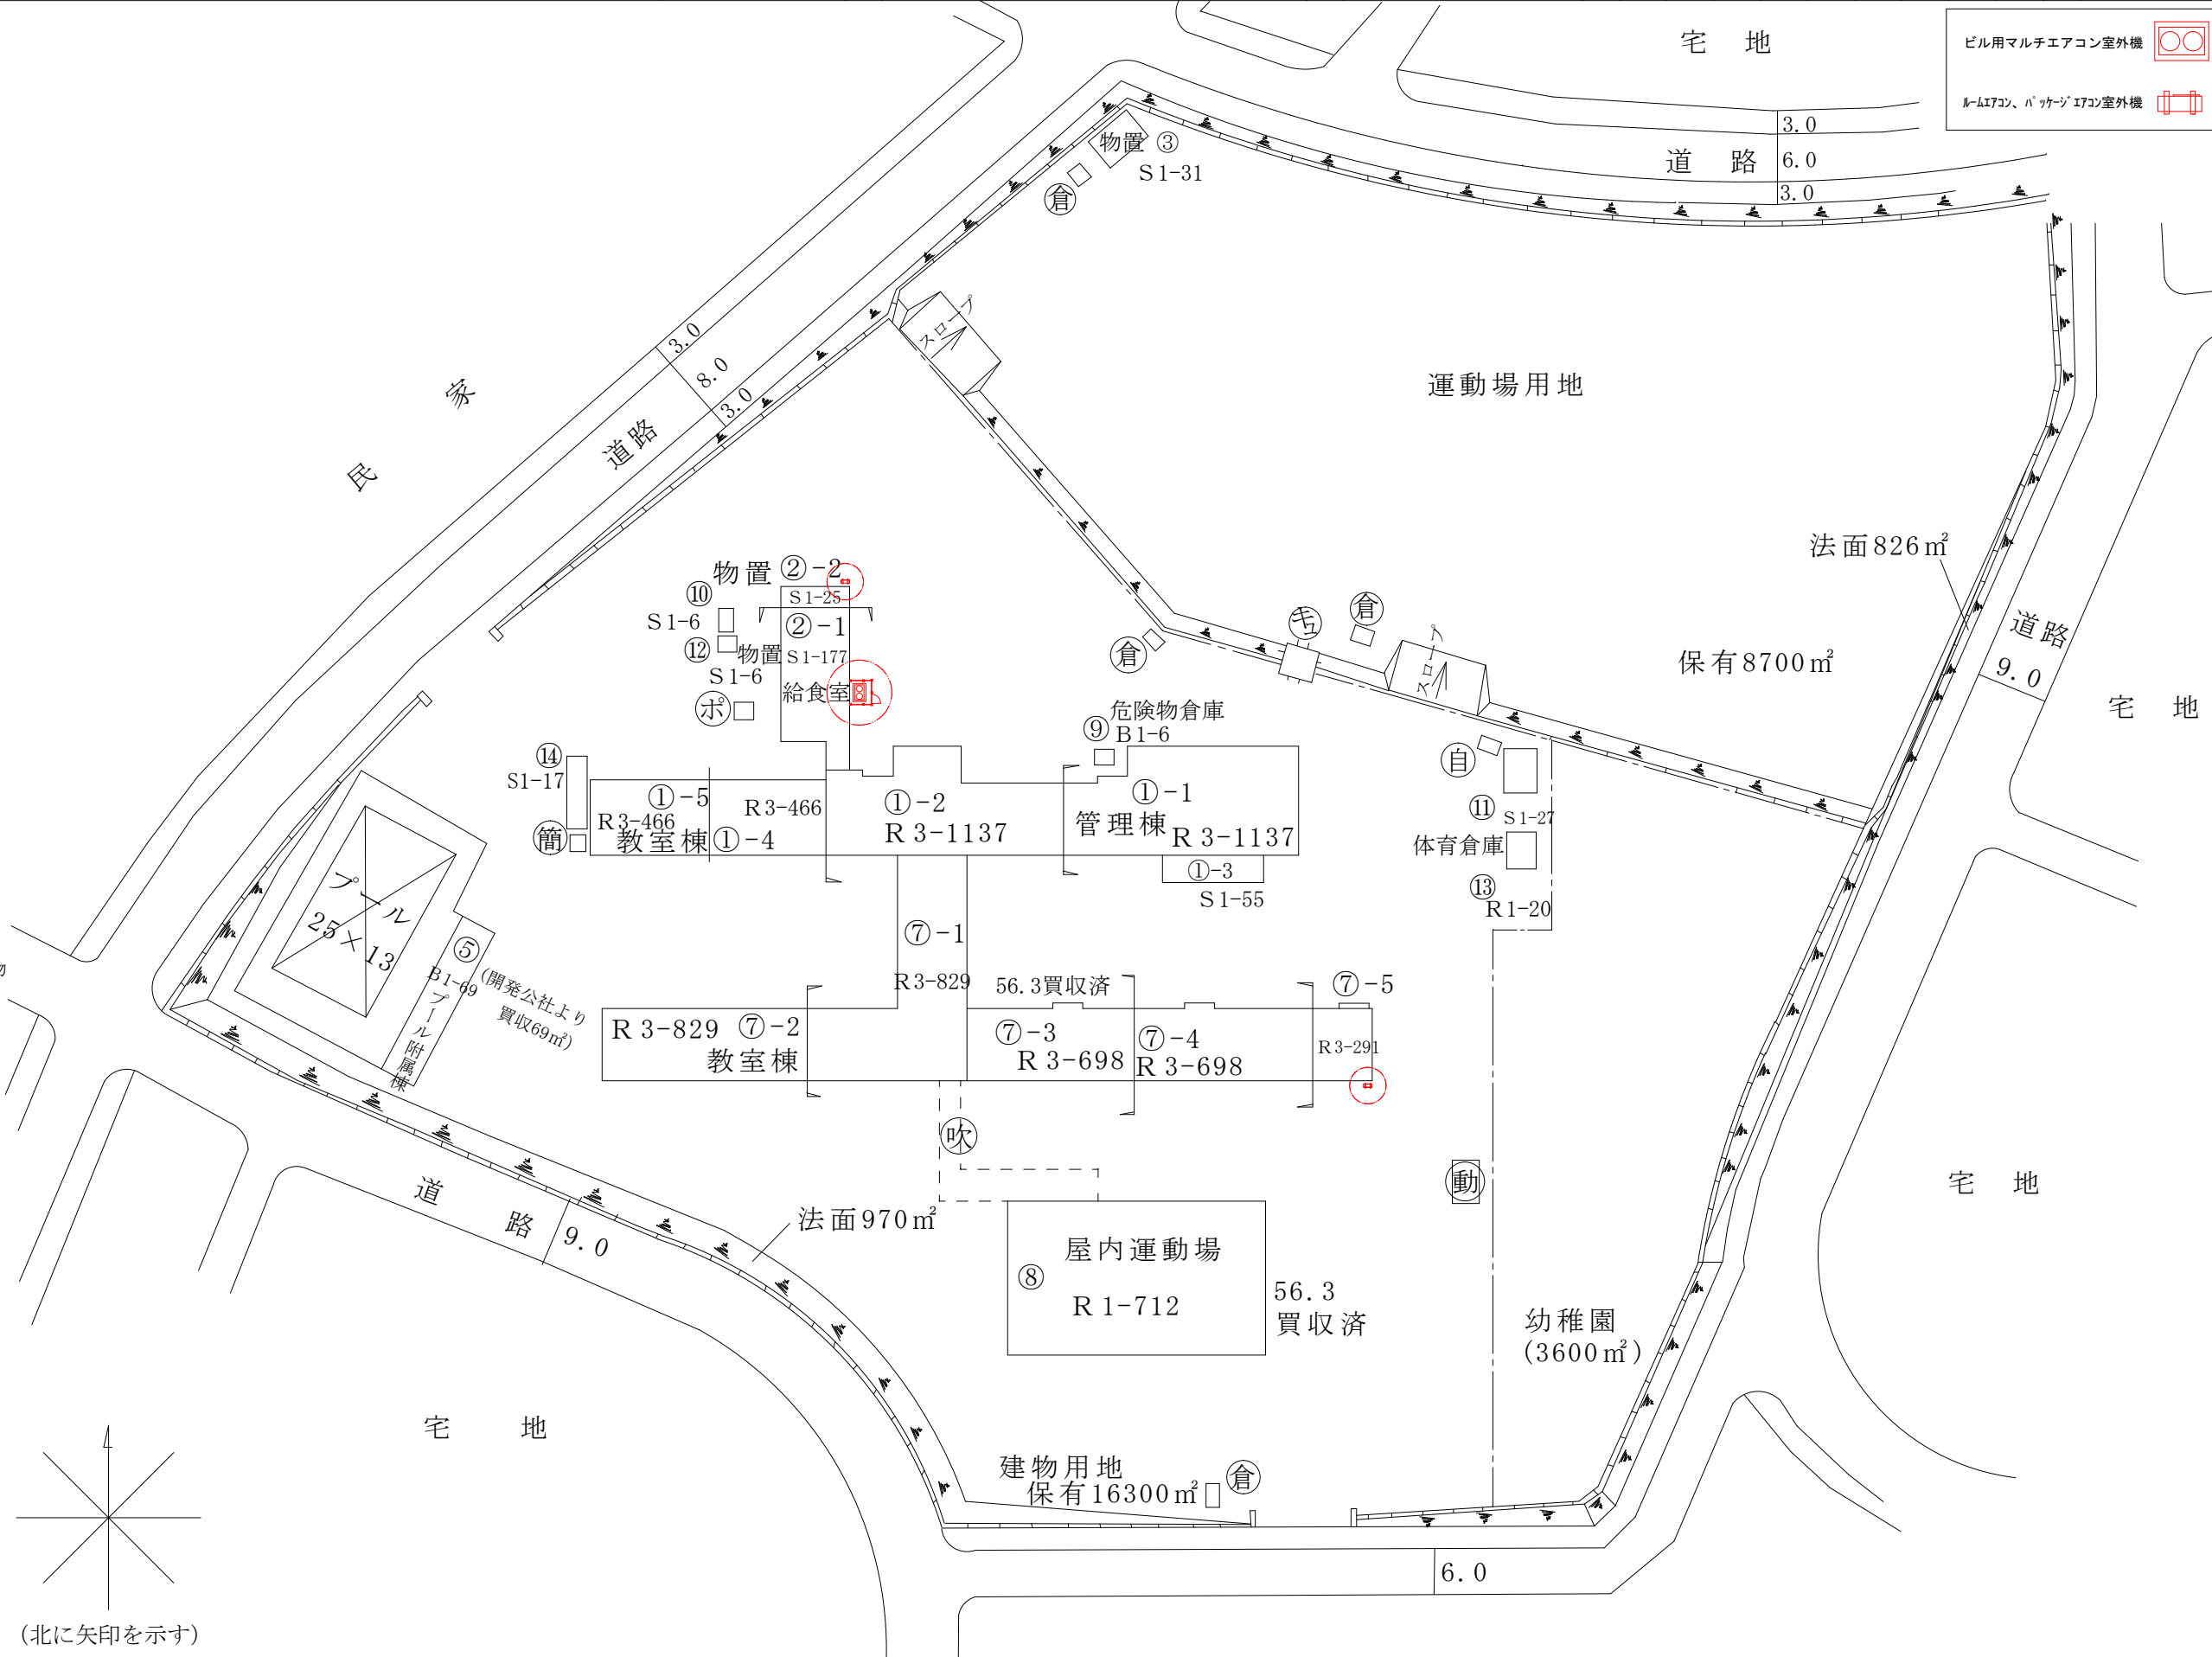 宅 地
ビル用マルチエアコン室外機
ルームエアコン、パッケージエアコン室外機
3.0
道 路
6.0
3.0
物置 ③
S1-31
倉
スロープ
運動場用地
3.0
8.0
3.0
道路
民 家
法面826㎡
道路
9.0
宅 地
保有8700㎡
物置 ②-2
S1-25
⑩
S1-6
②-1
⑫
物置
S1-177
S1-6
給食室
ポ
倉
キュ
倉
スロープ
危険物倉庫
⑨ B1-6
自
⑪
S1-27
体育倉庫
⑬
R1-20
⑭
S1-17
簡
①-5
R3-466
教室棟
①-4
R3-466
①-2
R3-1137
①-1
管理棟
R3-1137
①-3
S1-55
プール
25×13
⑤
B1-69
プール附属棟
(開発公社より
買収69㎡)
⑦-1
R3-829
56.3買収済
⑦-5
R3-829 ⑦-2
教室棟
⑦-3
R3-698
⑦-4
R3-698
R3-291
吹
動
宅 地
道 路
9.0
法面970㎡
屋内運動場
⑧
R1-712
56.3
買収済
幼稚園
(3600㎡)
宅 地
建物用地
保有16300㎡
倉
6.0
(北に矢印を示す)